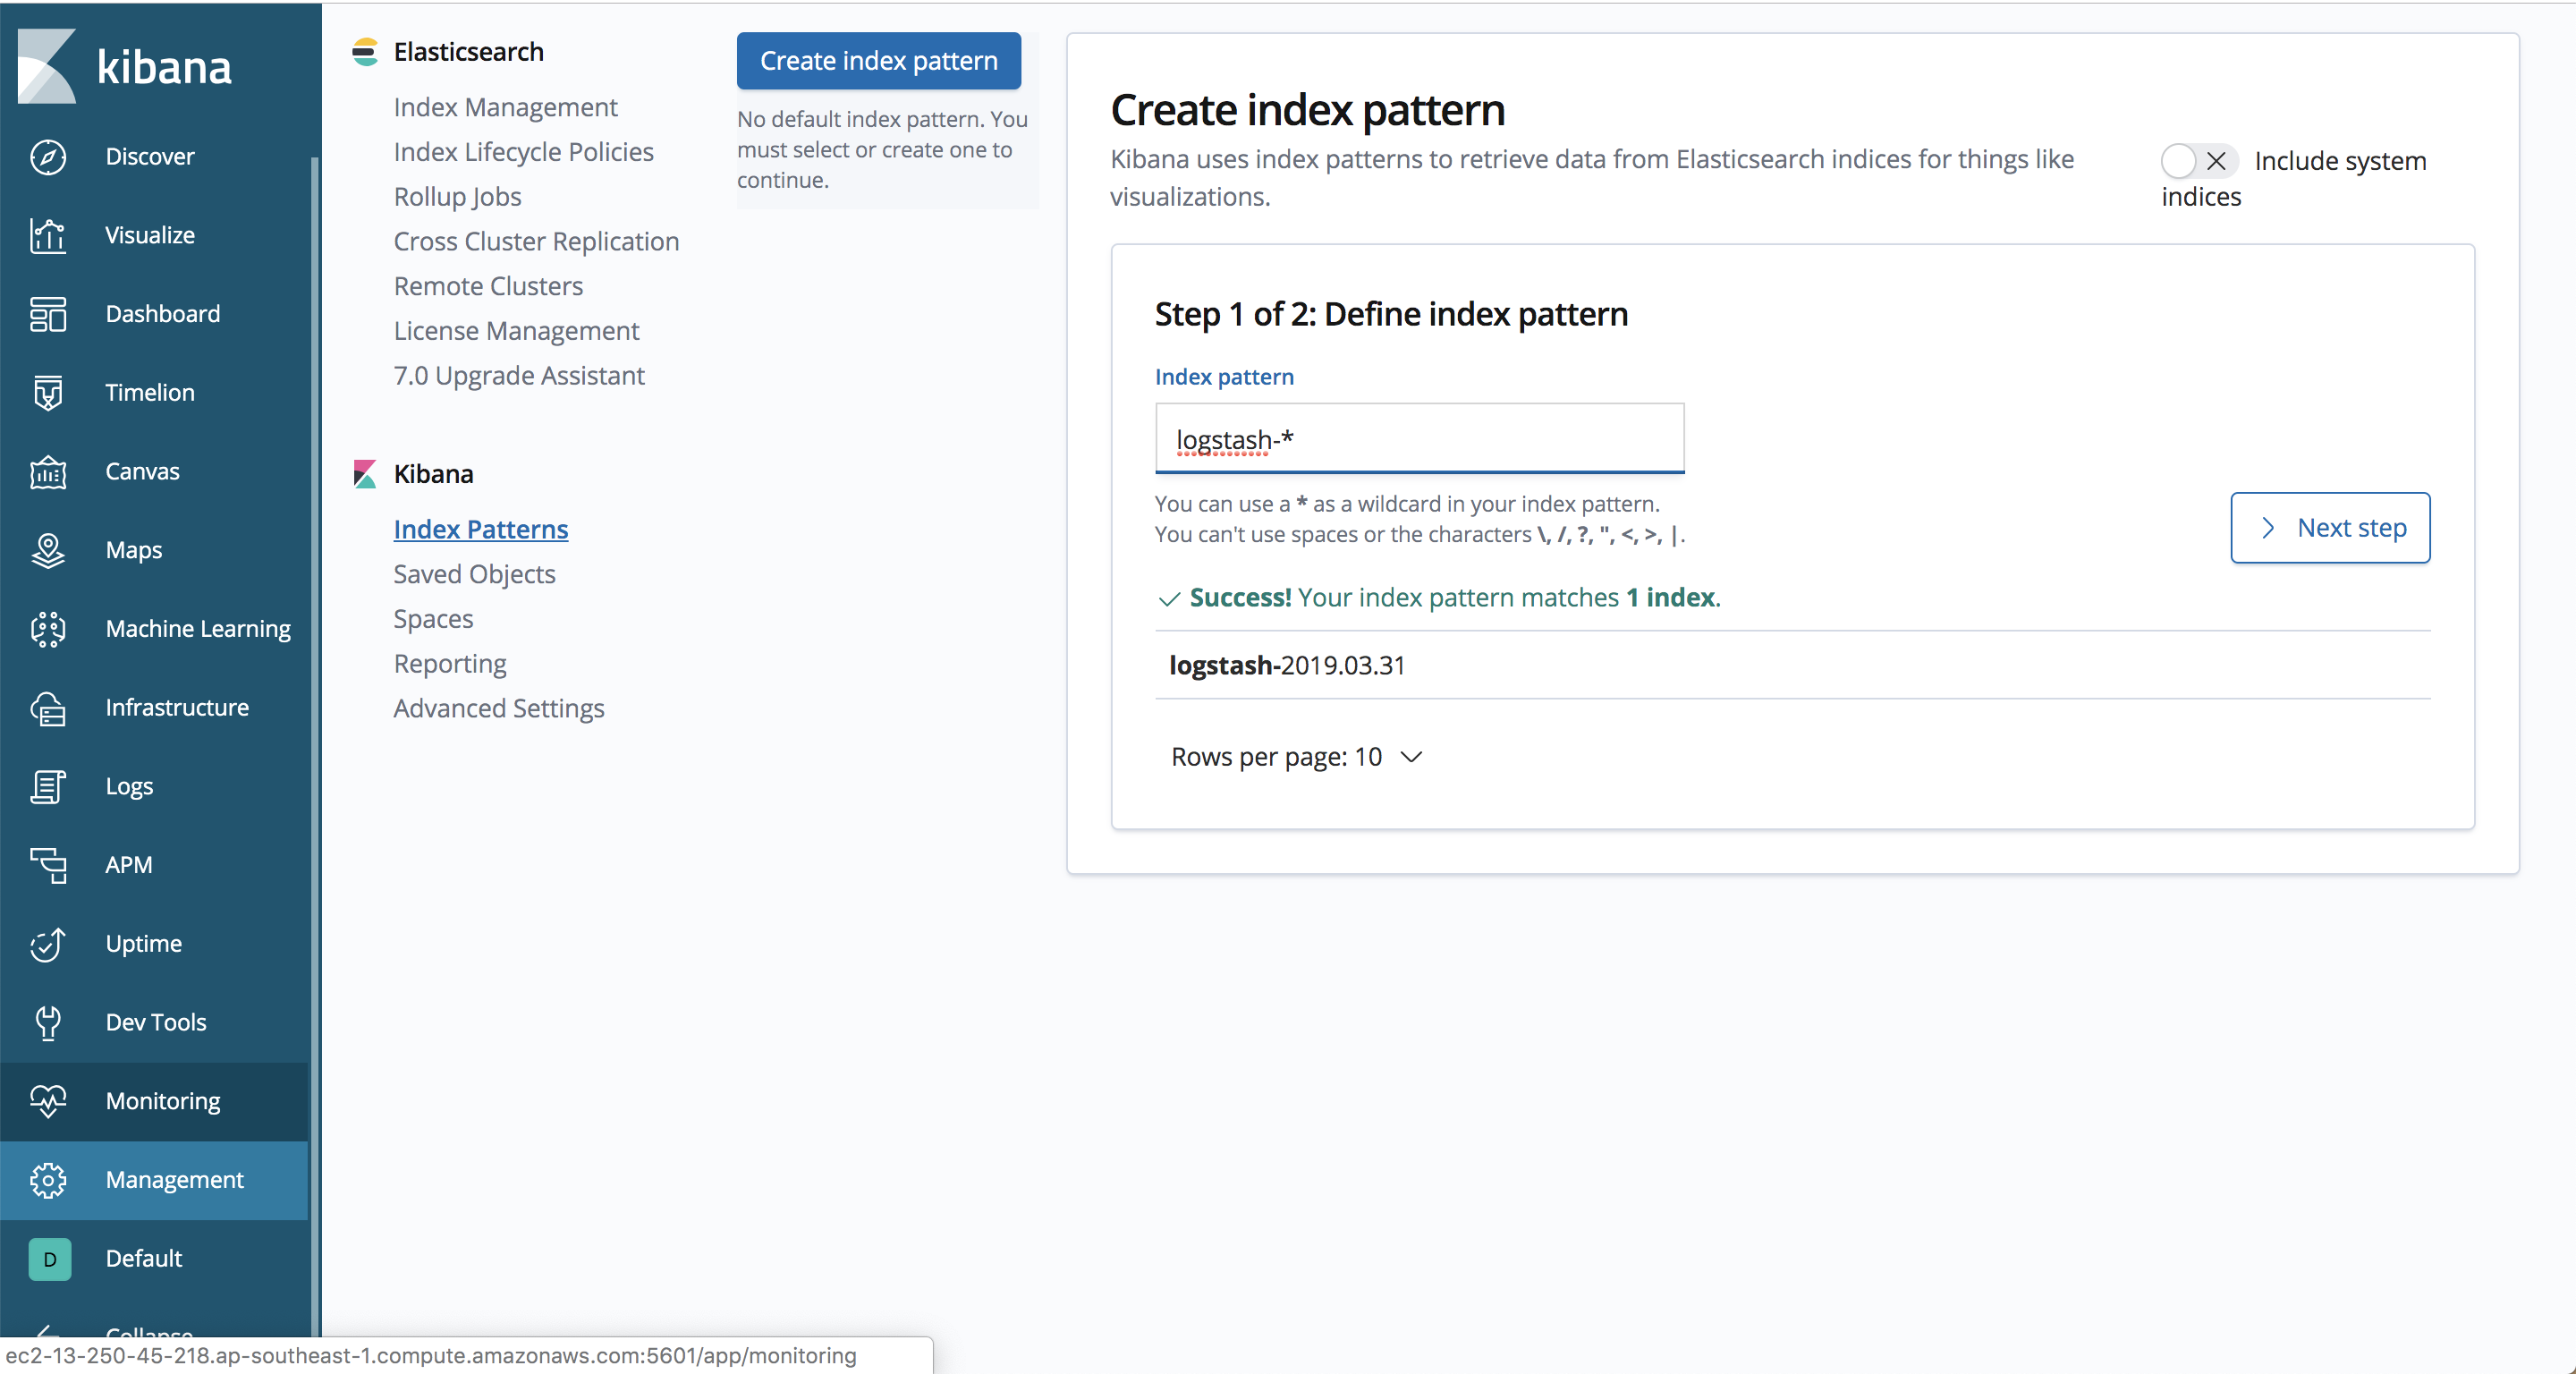 kibana
Discover
Visualize
Dashboard
Timelion
Canvas
Maps
Machine Learning
Infrastructure
Logs
APM
Uptime
Dev Tools
Monitoring
Management
D Default
Collapse
Elasticsearch
Index Management
Index Lifecycle Policies
Rollup Jobs
Cross Cluster Replication
Remote Clusters
License Management
7.0 Upgrade Assistant
Kibana
Index Patterns
Saved Objects
Spaces
Reporting
Advanced Settings
Create index pattern
No default index pattern. You
must select or create one to
continue.
Create index pattern
Kibana uses index patterns to retrieve data from Elasticsearch indices for things like
visualizations.
Include system
indices
Step 1 of 2: Define index pattern
Index pattern
logstash-*
You can use a * as a wildcard in your index pattern.
You can't use spaces or the characters \, /, ?, ", <, >, |.
Next step
Success! Your index pattern matches 1 index.
logstash-2019.03.31
Rows per page: 10
ec2-13-250-45-218.ap-southeast-1.compute.amazonaws.com:5601/app/monitoring